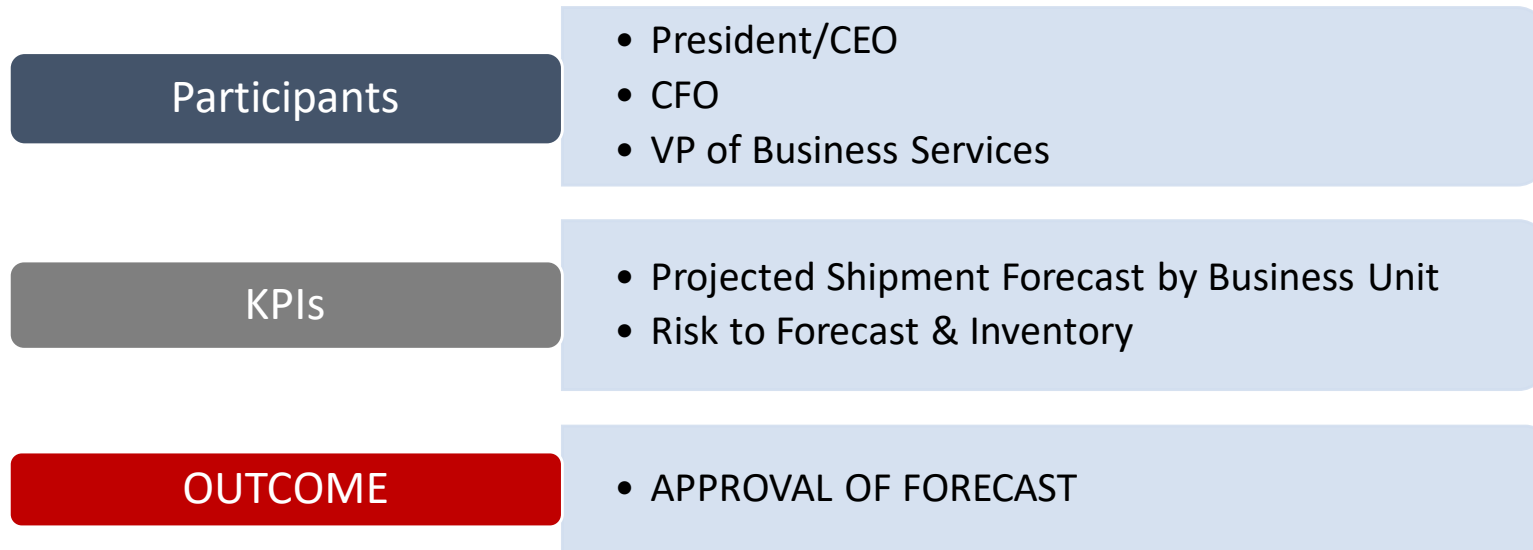 Participants
• President/CEO
• CFO
• VP of Business Services
KPIs
• Projected Shipment Forecast by Business Unit
• Risk to Forecast & Inventory
OUTCOME
• APPROVAL OF FORECAST